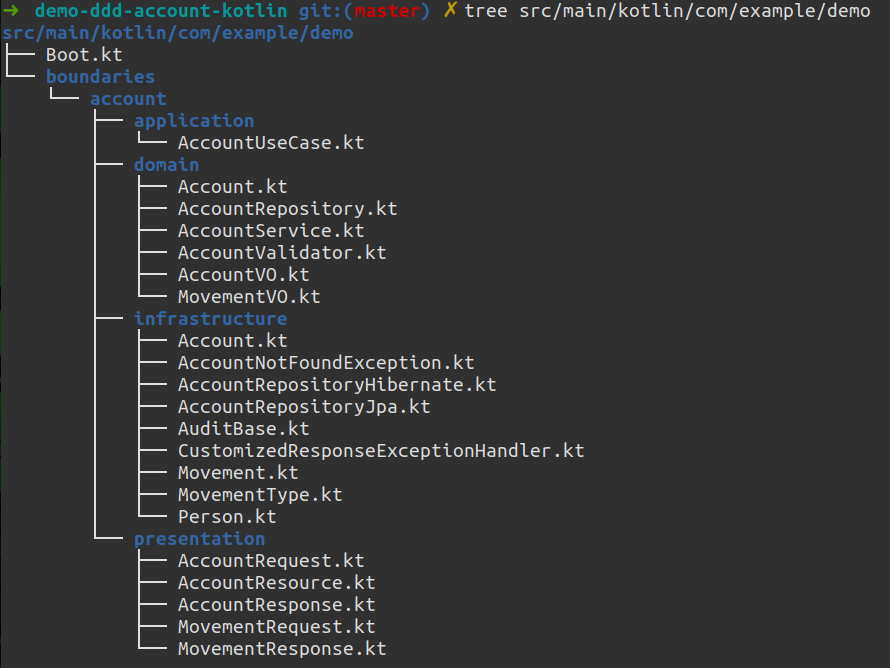 → demo-ddd-account-kotlin git:(master) ✗ tree src/main/kotlin/com/example/demo
src/main/kotlin/com/example/demo
├── Boot.kt
└── boundaries
    └── account
        ├── application
        │   └── AccountUseCase.kt
        ├── domain
        │   ├── Account.kt
        │   ├── AccountRepository.kt
        │   ├── AccountService.kt
        │   ├── AccountValidator.kt
        │   ├── AccountVO.kt
        │   └── MovementVO.kt
        ├── infrastructure
        │   ├── Account.kt
        │   ├── AccountNotFoundException.kt
        │   ├── AccountRepositoryHibernate.kt
        │   ├── AccountRepositoryJpa.kt
        │   ├── AuditBase.kt
        │   ├── CustomizedResponseExceptionHandler.kt
        │   ├── Movement.kt
        │   ├── MovementType.kt
        │   └── Person.kt
        └── presentation
            ├── AccountRequest.kt
            ├── AccountResource.kt
            ├── AccountResponse.kt
            ├── MovementRequest.kt
            └── MovementResponse.kt